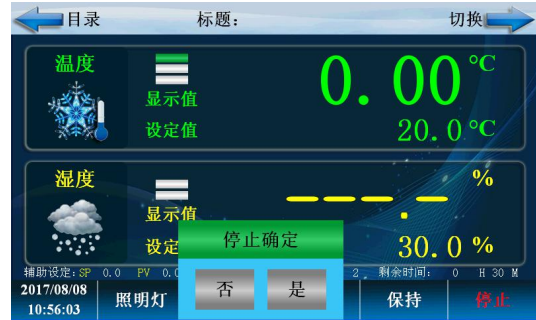 目录 标题: 切换
温度 0.00 ℃
显示值
设定值 20.0 ℃
湿度 ---.- %
显示值
设定 30.0 %
停止确定
否 是
辅助设定:SP 0.0 PV 0.0 2. 剩余时间: 0 H 30 M
2017/08/08
10:56:03
照明灯 保持 停止